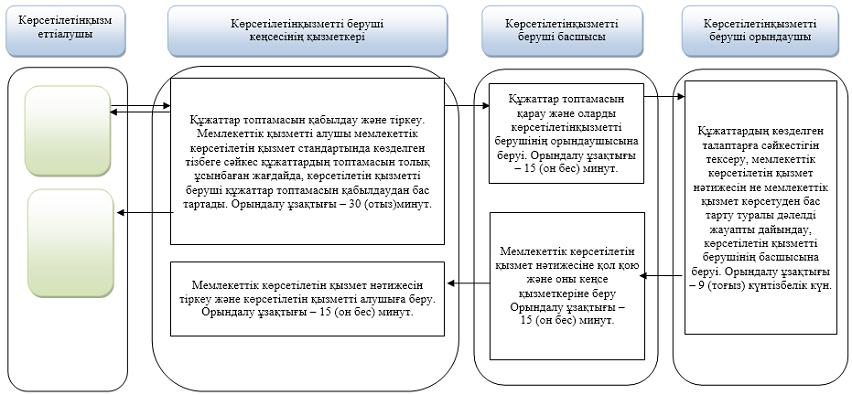 Көрсетілетінқызм
еттіалушы
Көрсетілетінқызметті беруші
кеңсесінің қызметкері
Көрсетілетінқызметті
беруші басшысы
Көрсетілетінқызметті
беруші орындаушы
Құжаттар топтамасын қабылдау және тіркеу.
Мемлекеттік қызметті алушы мемлекеттік
көрсетілетін қызмет стандартында көзделген
тізбеге сәйкес құжаттардың топтамасын толық
ұсынбаған жағдайда, көрсетілетін қызметті
беруші құжаттар топтамасын қабылдаудан бас
тартады. Орындалу ұзақтығы – 30 (отыз)минут.
Мемлекеттік көрсетілетін қызмет нәтижесін
тіркеу және көрсетілетін қызметті алушыға беру.
Орындалу ұзақтығы – 15 (он бес) минут.
Құжаттар топтамасын
қарау және оларды
көрсетілетінқызметті
берушінің орындаушысына
беруі. Орындалу ұзақтығы
– 15 (он бес) минут.
Мемлекеттік көрсетілетін
қызмет нәтижесіне қол қою
және оны кеңсе
қызметкеріне беру
Орындалу ұзақтығы –
15 (он бес) минут.
Құжаттардың көзделген
талаптарға сәйкестігін
тексеру, мемлекеттік
көрсетілетін қызмет
нәтижесін не мемлекеттік
қызмет көрсетуден бас
тарту туралы дәлелді
жауапты дайындау,
көрсетілетін қызметті
берушінің басшысына
беруі. Орындалу ұзақтығы
– 9 (тоғыз) күнтізбелік күн.